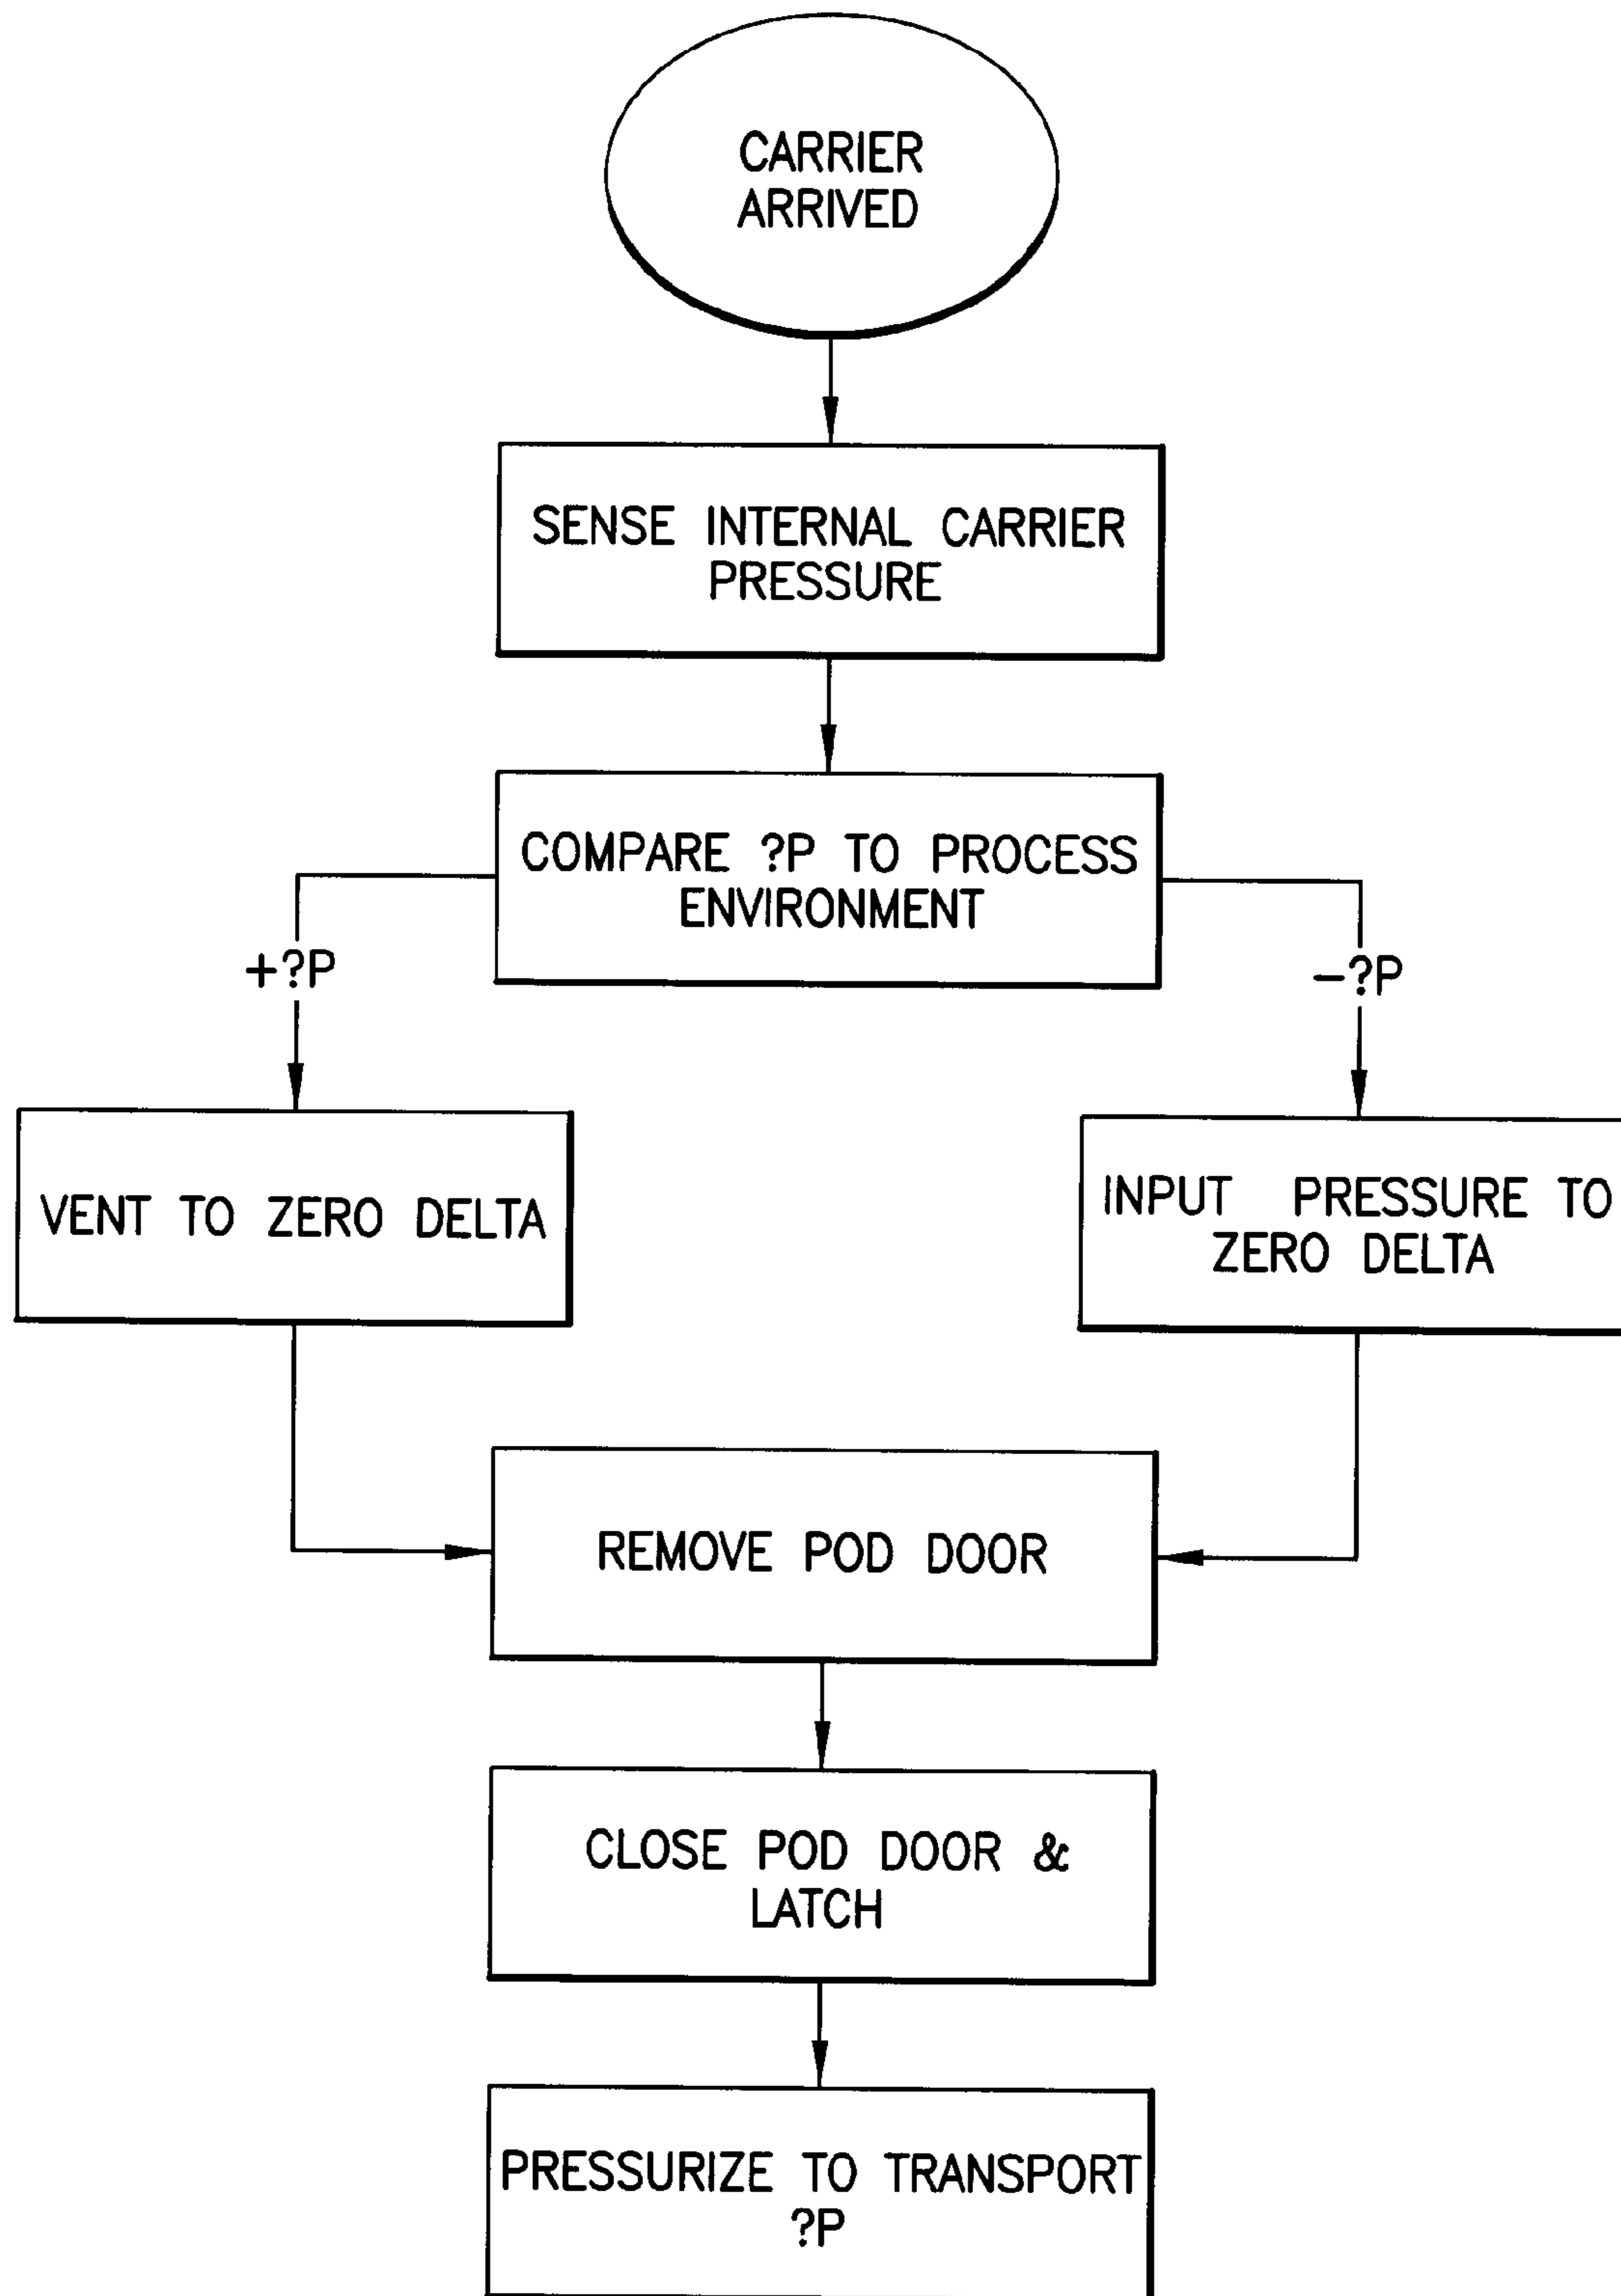 CARRIER
ARRIVED
SENSE INTERNAL CARRIER
PRESSURE
COMPARE ?P TO PROCESS
ENVIRONMENT
+?P
-?P
VENT TO ZERO DELTA
INPUT PRESSURE TO
ZERO DELTA
REMOVE POD DOOR
CLOSE POD DOOR &
LATCH
PRESSURIZE TO TRANSPORT
?P